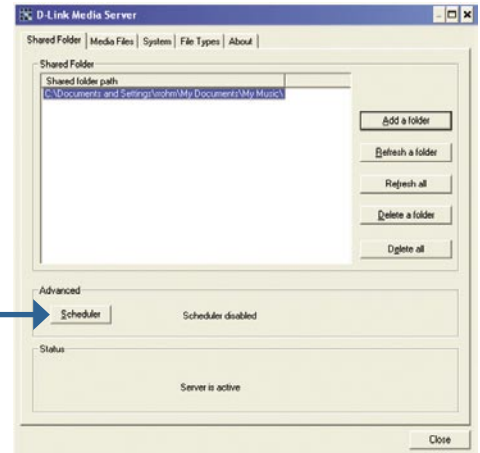 D-Link Media Server
Shared Folder Media Files System File Types About
Shared Folder
Shared folder path
C:\Documents and Settings\rrohm\My Documents\My Music\
Add a folder
Refresh a folder
Refresh all
Delete a folder
Delete all
Advanced
Scheduler Scheduler disabled
Status
Server is active
Close